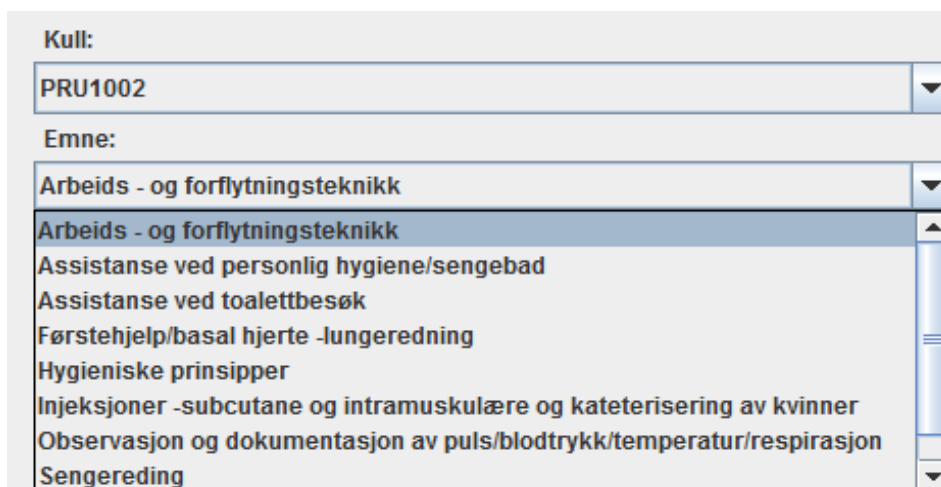 Kull:
PRU1002
Emne:
Arbeids - og forflytningsteknikk
Arbeids - og forflytningsteknikk
Assistanse ved personlig hygiene/sengebad
Assistanse ved toalettbesøk
Førstehjelp/basal hjerte -lungeredning
Hygieniske prinsipper
Injeksjoner -subcutane og intramuskulære og kateterisering av kvinner
Observasjon og dokumentasjon av puls/blodtrykk/temperatur/respirasjon
Sengereding